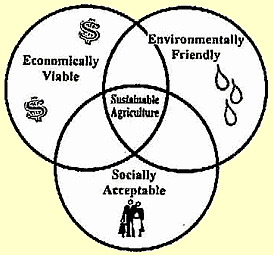 Economically
Viable
Environmentally
Friendly
Sustainable
Agriculture
Socially
Acceptable
$
$